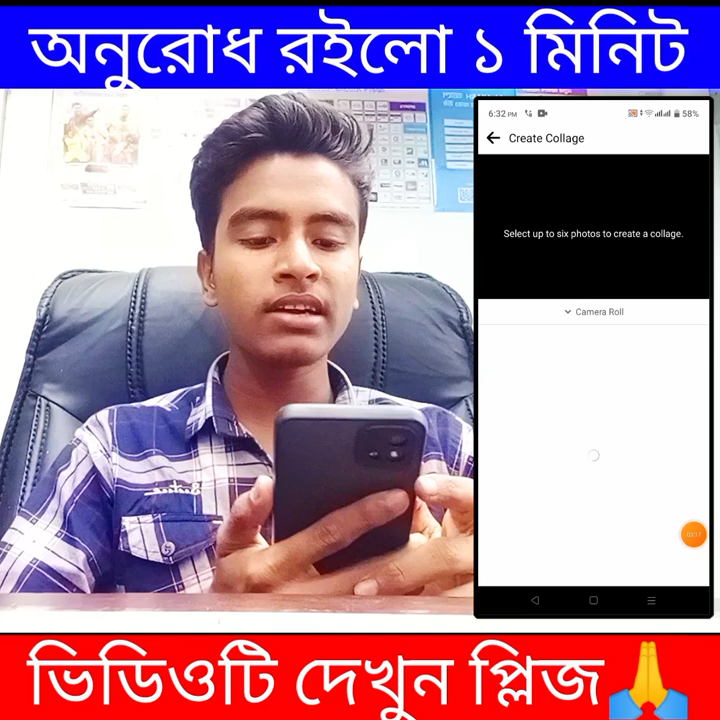 অনুরোধ রইলো ১ মিনিট
6:32 PM
58%
Create Collage
Select up to six photos to create a collage.
Camera Roll
ভিডিওটি দেখুন প্লিজ🙏